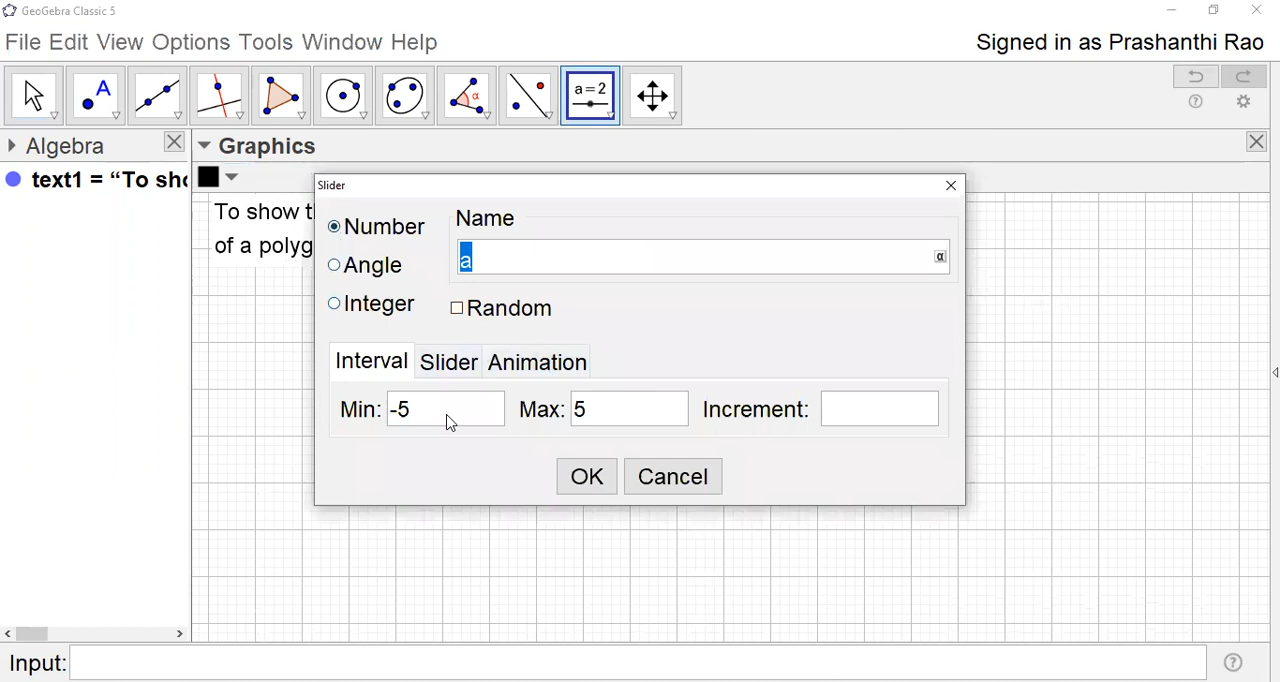 GeoGebra Classic 5
File Edit View Options Tools Window Help
Signed in as Prashanthi Rao
A
α
a=2
Algebra
Graphics
text1 = “To sho
To show t
of a polyg
Slider
Number
Angle
Integer
Name
a
α
Random
Interval Slider Animation
Min: -5 Max: 5 Increment:
OK Cancel
Input: